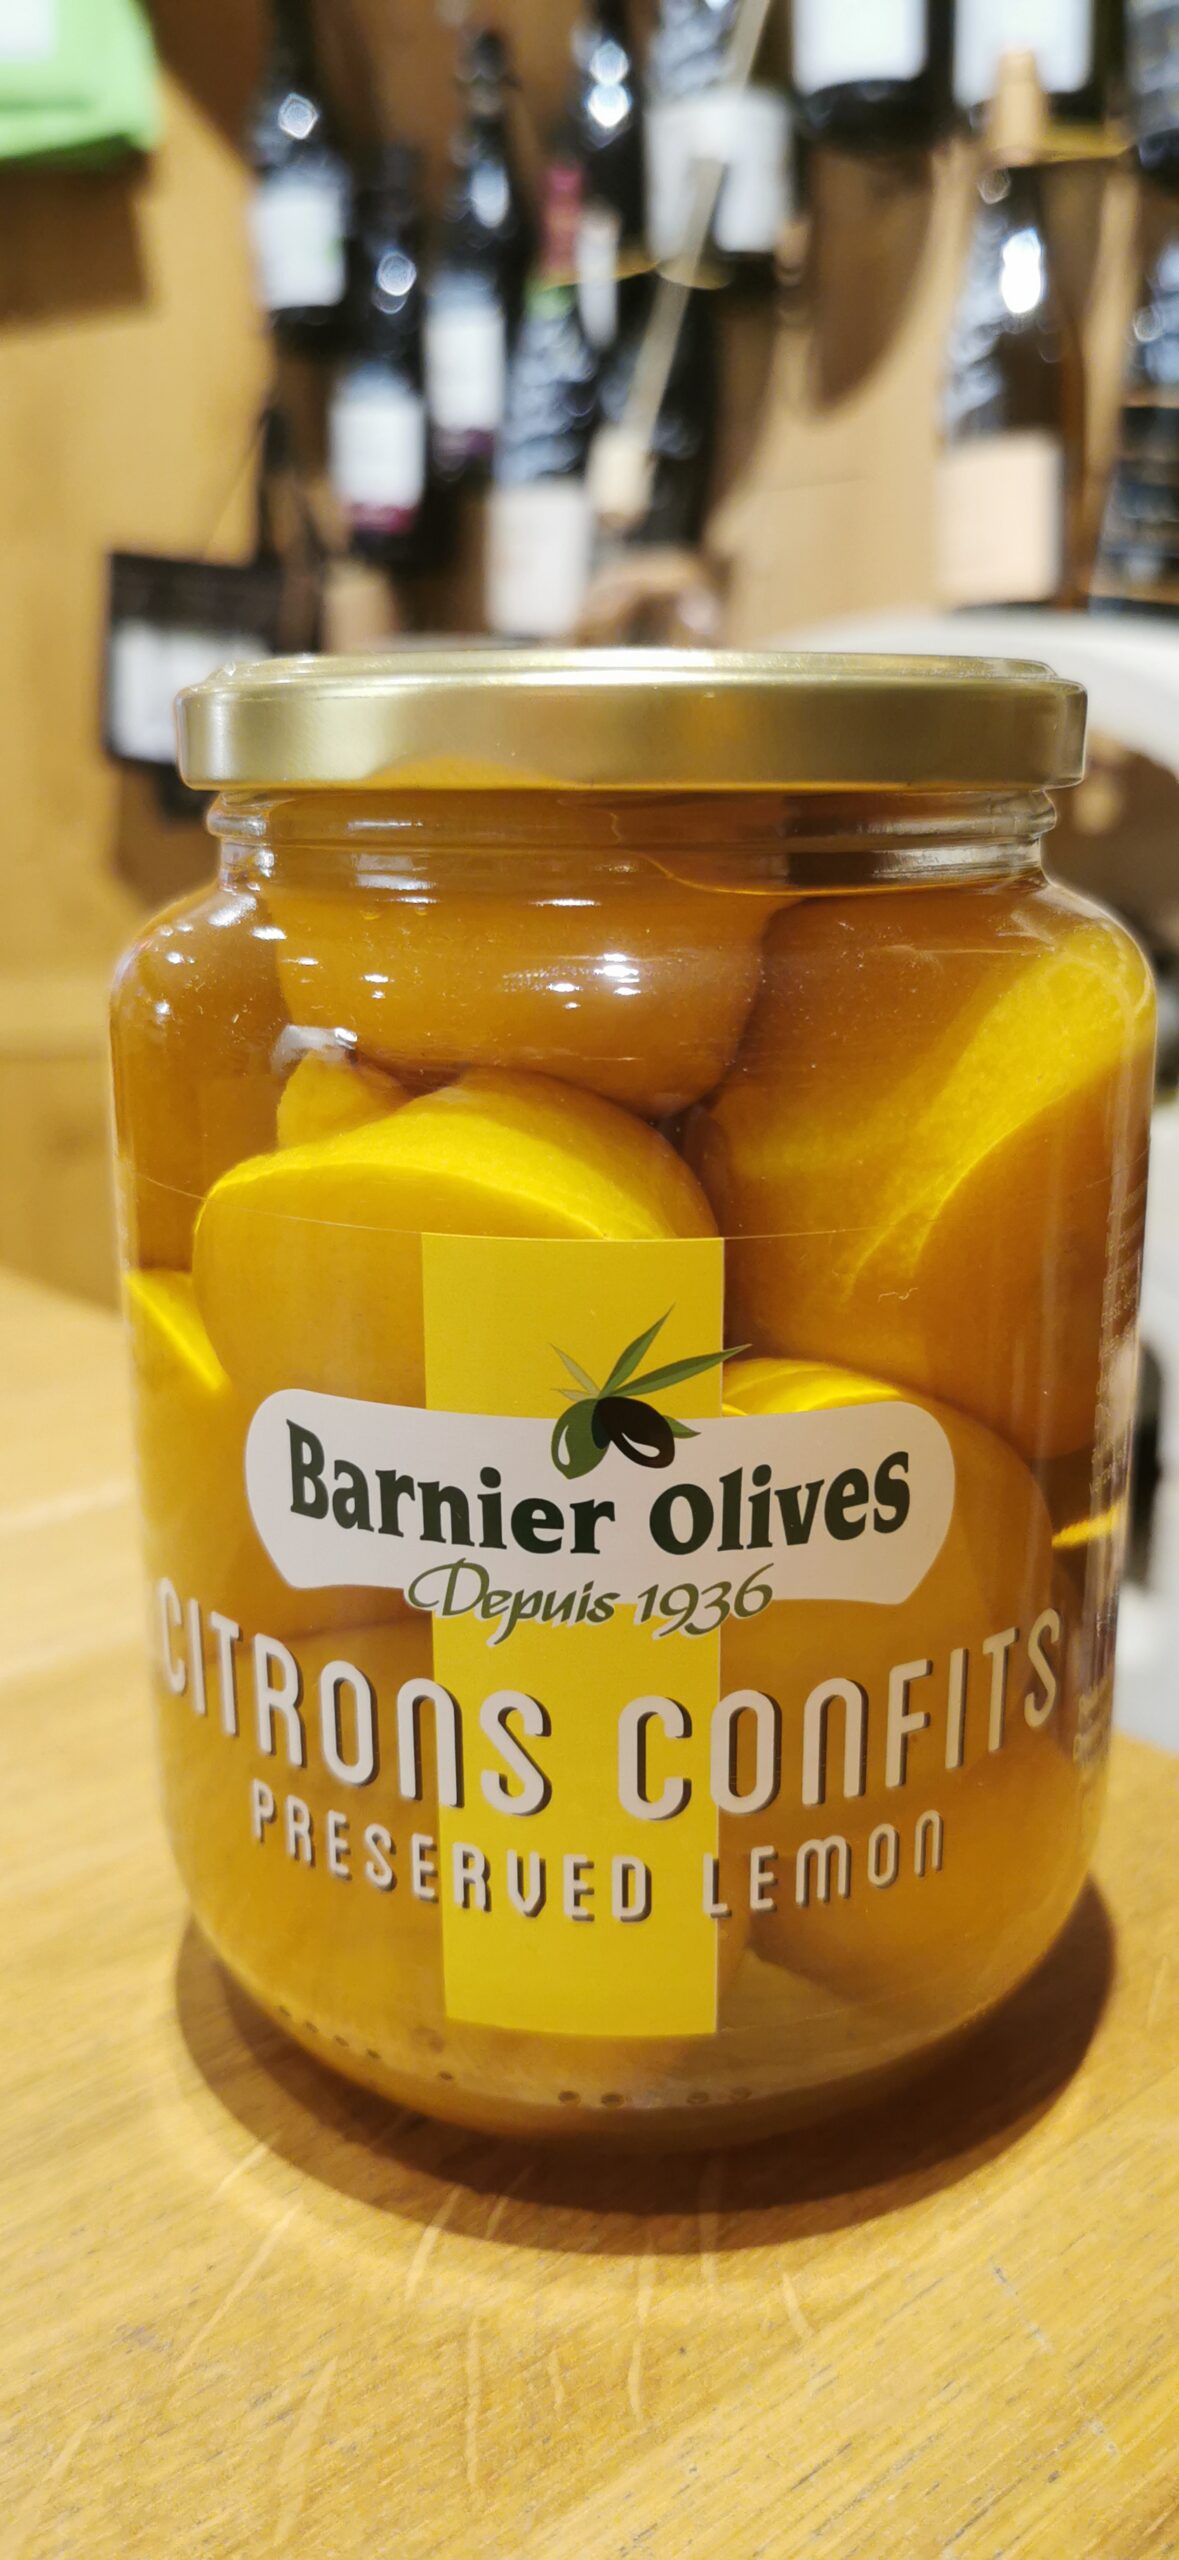 Barnier Olives
Depuis 1936
CITRONS CONFITS
PRESERVED LEMON